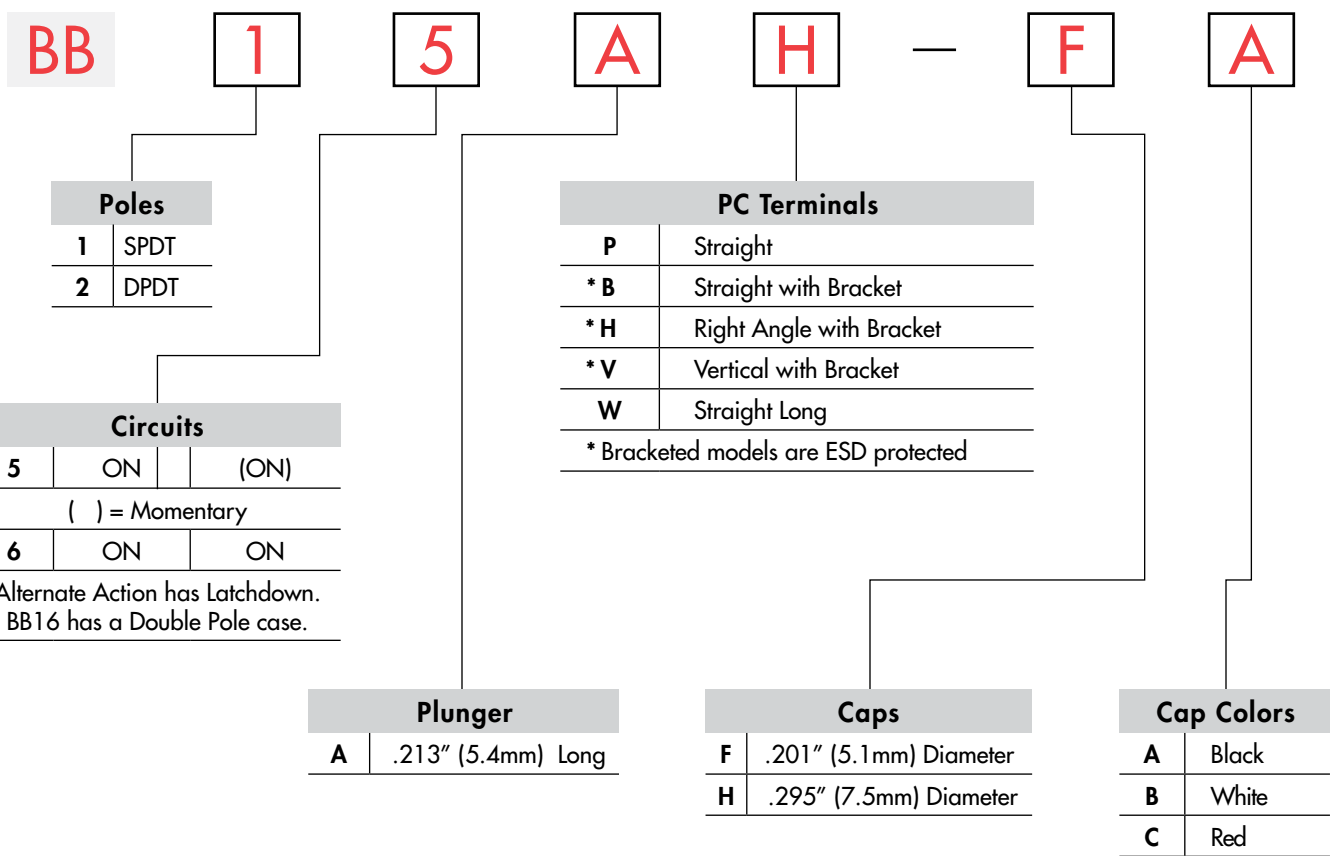 BB 1 5 A H — F A
Poles
1 SPDT
2 DPDT
PC Terminals
P Straight
* B Straight with Bracket
* H Right Angle with Bracket
* V Vertical with Bracket
W Straight Long
* Bracketed models are ESD protected
Circuits
5 ON (ON)
( ) = Momentary
6 ON ON
Alternate Action has Latchdown.
BB16 has a Double Pole case.
Plunger
A .213" (5.4mm) Long
Caps
F .201" (5.1mm) Diameter
H .295" (7.5mm) Diameter
Cap Colors
A Black
B White
C Red